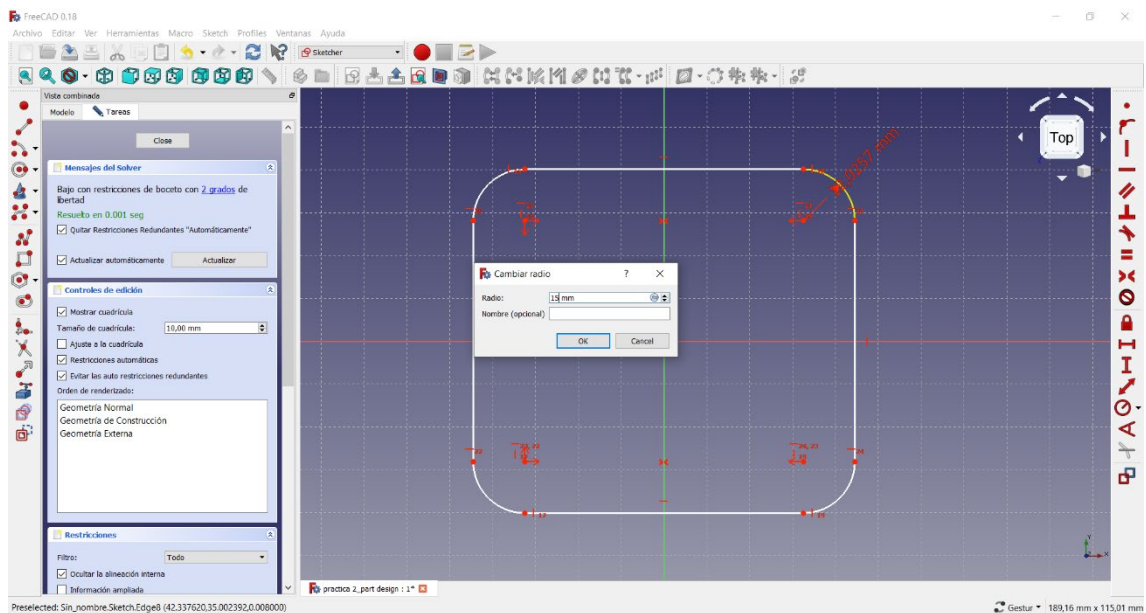 FreeCAD 0.18
Archivo Editar Ver Herramientas Macro Sketch Profiles Ventanas Ayuda
Sketcher
Vista combinada
Modelo Tareas
Close
Mensajes del Solver
Bajo con restricciones de boceto con 2 grados de
libertad
Resuelto en 0.001 seg
Quitar Restricciones Redundantes "Automáticamente"
Actualizar automáticamente Actualizar
Controles de edición
Mostrar cuadrícula
Tamaño de cuadrícula: 10,00 mm
Ajuste a la cuadrícula
Restricciones automáticas
Evitar las auto restricciones redundantes
Orden de renderizado:
Geometría Normal
Geometría de Construcción
Geometría Externa
Restricciones
Filtro: Todo
Ocultar la alineación interna
Información ampliada
Top
Cambiar radio ?
Radio: 15 mm
Nombre (opcional)
OK Cancel
Y
X
practica 2_part design : 1*
Preselected: Sin_nombre.Sketch.Edge8 (42.337620,35.002392,0.008000)
Gestur 189,16 mm x 115,01 mm